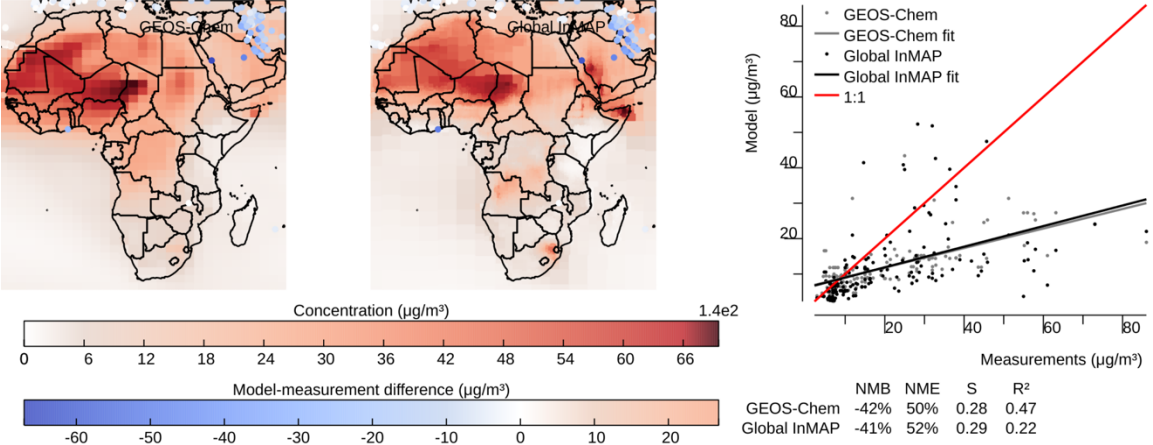 GEOS-Chem
Global InMAP
Concentration (μg/m³)
1.4e2
0 6 12 18 24 30 36 42 48 54 60 66
Model-measurement difference (μg/m³)
-60 -50 -40 -30 -20 -10 0 10 20
Model (μg/m³)
80
60
40
20
GEOS-Chem
GEOS-Chem fit
Global InMAP
Global InMAP fit
1:1
20 40 60 80
Measurements (μg/m³)
NMB NME S R²
GEOS-Chem -42% 50% 0.28 0.47
Global InMAP -41% 52% 0.29 0.22